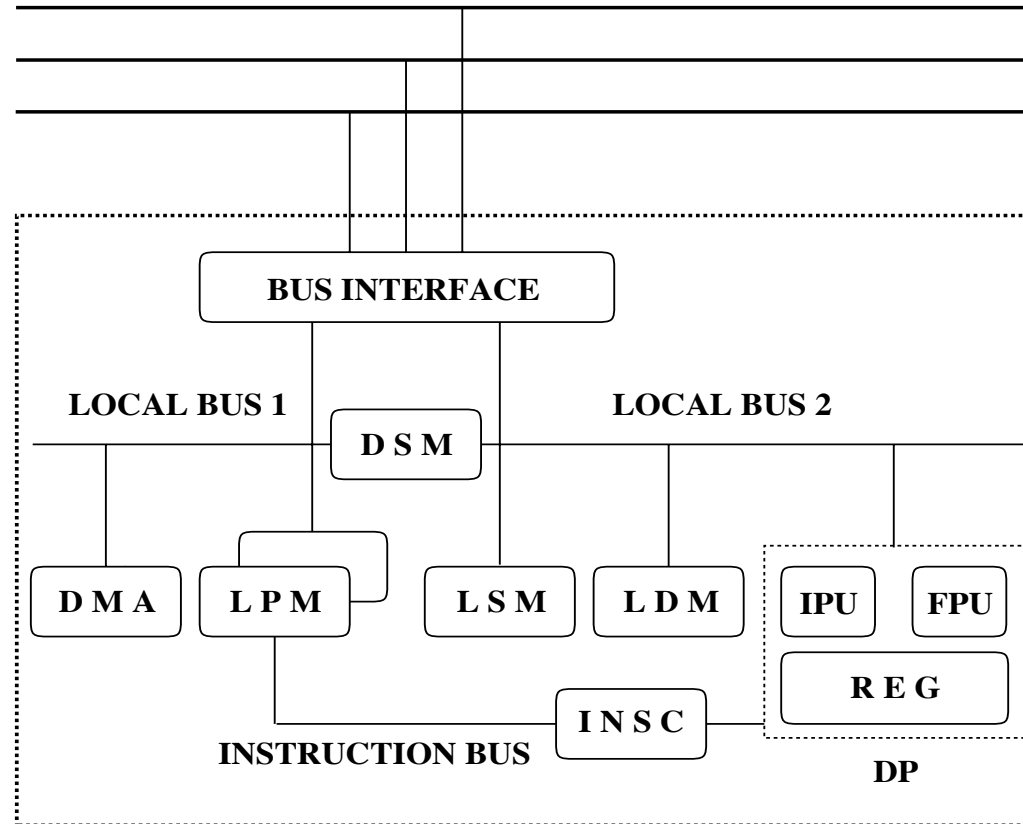 BUS INTERFACE
LOCAL BUS 1
LOCAL BUS 2
D S M
D M A
L P M
L S M
L D M
IPU
FPU
R E G
I N S C
INSTRUCTION BUS
DP